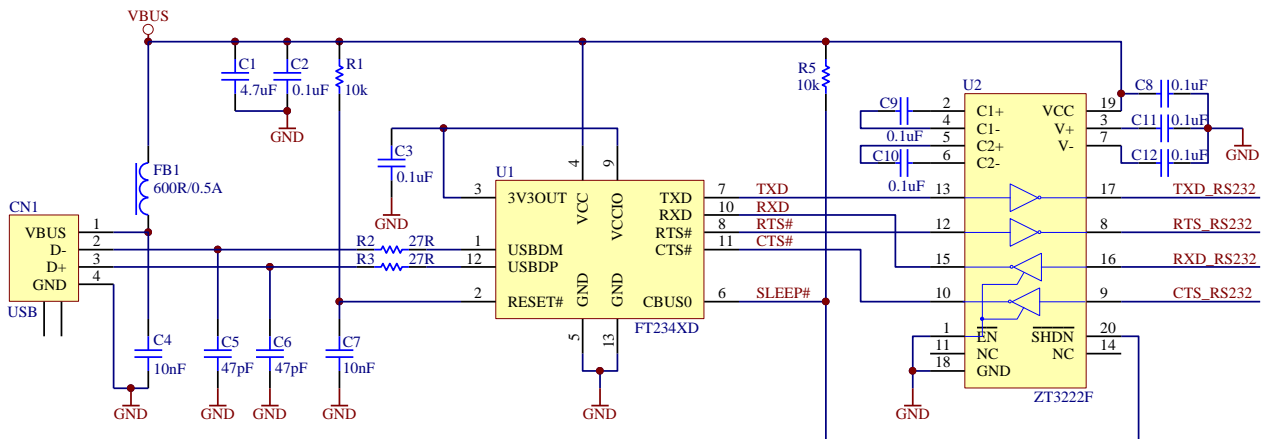 VBUS
C1
4.7uF
C2
0.1uF
R1
10k
GND
C3
0.1uF
GND
FB1
600R/0.5A
CN1
VBUS 1
D- 2
D+ 3
GND 4
USB
R2 27R
R3 27R
C4
10nF
C5
47pF
C6
47pF
C7
10nF
GND
GND
GND
GND
U1
4 VCC
9 VCCIO
3 3V3OUT
1 USBDM
12 USBDP
2 RESET#
GND 5
GND 13
TXD 7 TXD
RXD 10 RXD
RTS# 8 RTS#
CTS# 11 CTS#
CBUS0 6 SLEEP#
FT234XD
GND
R5
10k
C9
0.1uF
C10
0.1uF
U2
2 C1+
4 C1-
5 C2+
6 C2-
VCC 19
V+ 3
V- 7
C8 0.1uF
C11 0.1uF
C12 0.1uF
GND
13 17 TXD_RS232
12 8 RTS_RS232
15 16 RXD_RS232
10 9 CTS_RS232
1 EN SHDN 20
11 NC NC 14
18 GND
ZT3222F
GND